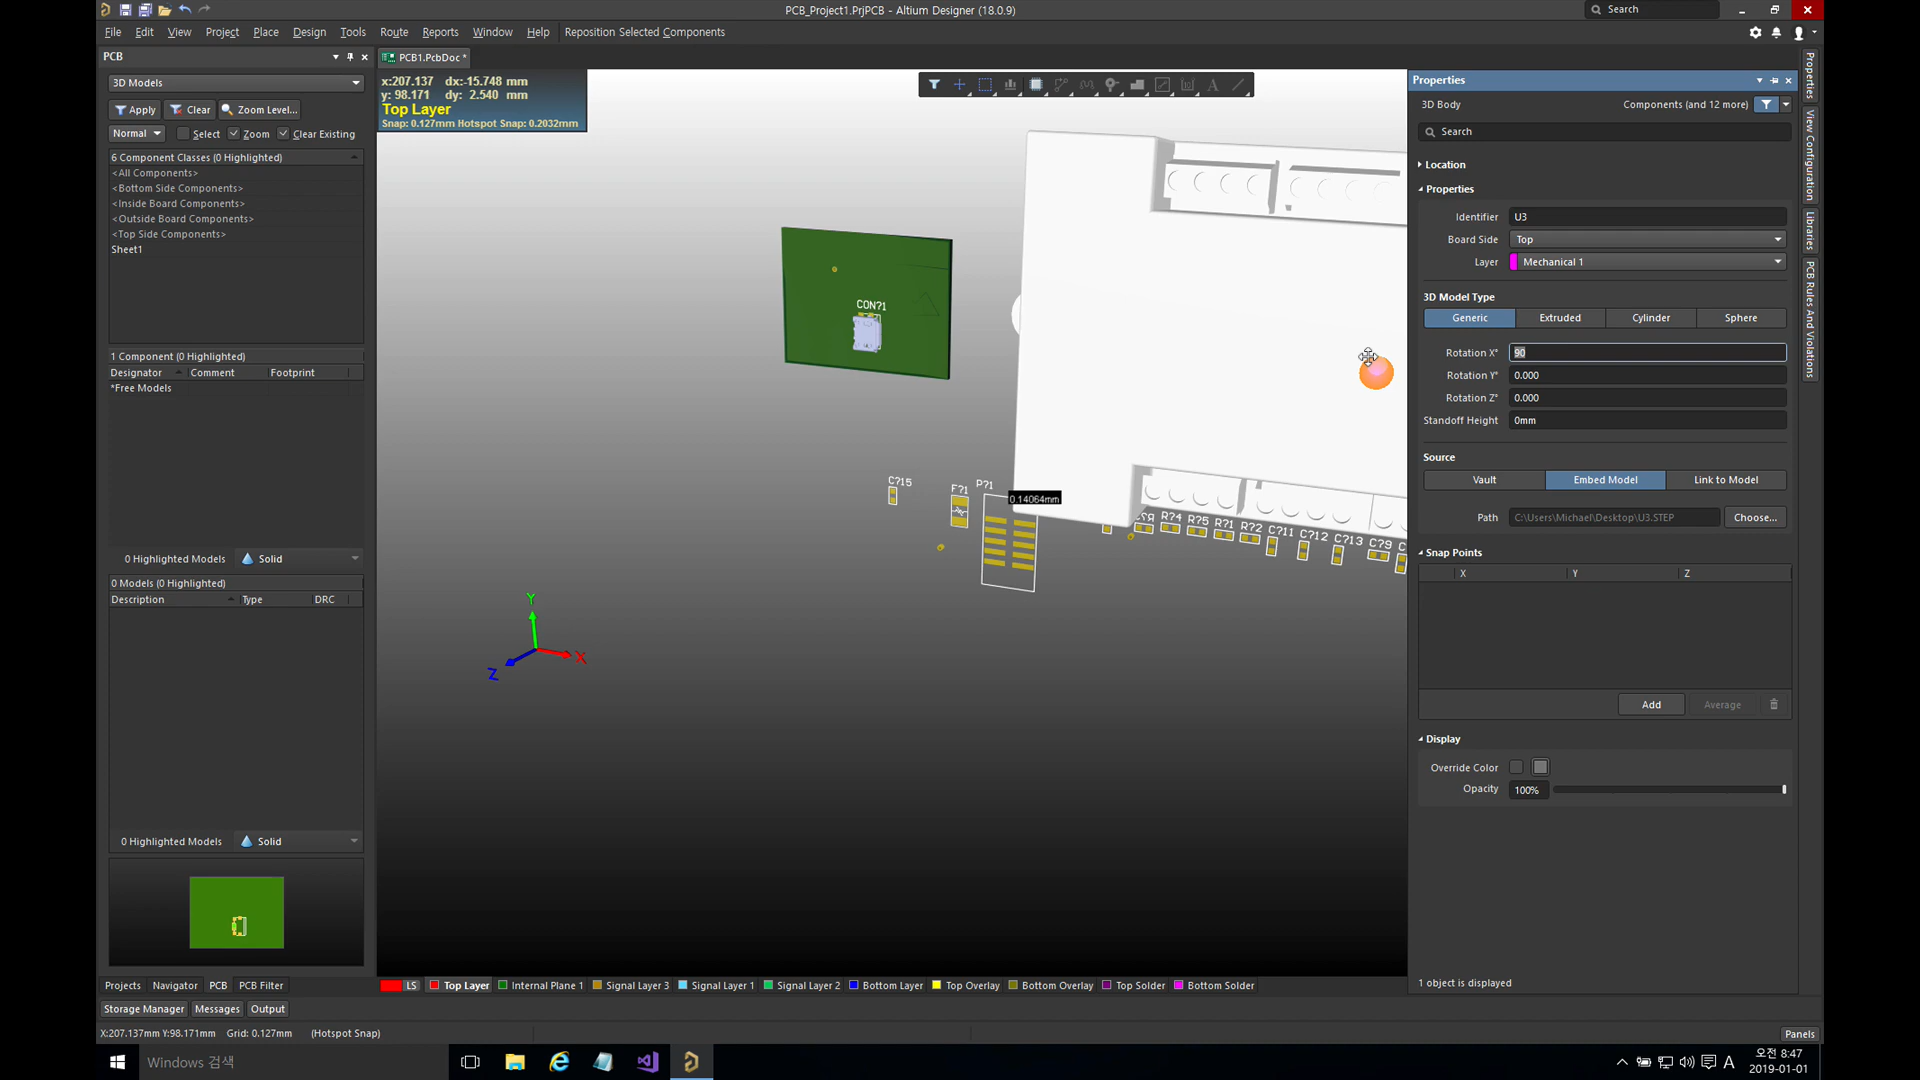 PCB_Project1.PrjPCB - Altium Designer (18.0.9)
Search
File Edit View Project Place Design Tools Route Reports Window Help Reposition Selected Components
PCB
PCB1.PcbDoc *
3D Models
Apply Clear Zoom Level...
Normal Select Zoom Clear Existing
6 Component Classes (0 Highlighted)
<All Components>
<Bottom Side Components>
<Inside Board Components>
<Outside Board Components>
<Top Side Components>
Sheet1
1 Component (0 Highlighted)
Designator Comment Footprint
*Free Models
0 Highlighted Models Solid
0 Models (0 Highlighted)
Description Type DRC
0 Highlighted Models Solid
Projects Navigator PCB PCB Filter
Storage Manager Messages Output
x:207.137 dx:-15.748 mm
y: 98.171 dy: 2.540 mm
Top Layer
Snap: 0.127mm Hotspot Snap: 0.2032mm
CON?1
C?15
F?1
P?1
0.14064mm
R?4 R?5 R?1 R?2 C?11 C?12 C?13 C?9
Y
X
Z
LS Top Layer Internal Plane 1 Signal Layer 3 Signal Layer 1 Signal Layer 2 Bottom Layer Top Overlay Bottom Overlay Top Solder Bottom Solder
Properties
3D Body Components (and 12 more)
Search
Location
Properties
Identifier U3
Board Side Top
Layer Mechanical 1
3D Model Type
Generic Extruded Cylinder Sphere
Rotation X° 90
Rotation Y° 0.000
Rotation Z° 0.000
Standoff Height 0mm
Source
Vault Embed Model Link to Model
Path C:\Users\Michael\Desktop\U3.STEP Choose...
Snap Points
X Y Z
Add Average
Display
Override Color
Opacity 100%
1 object is displayed
Properties
View Configuration
Libraries
PCB Rules And Violations
X:207.137mm Y:98.171mm Grid: 0.127mm (Hotspot Snap)
Panels
Windows 검색
A
오전 8:47
2019-01-01